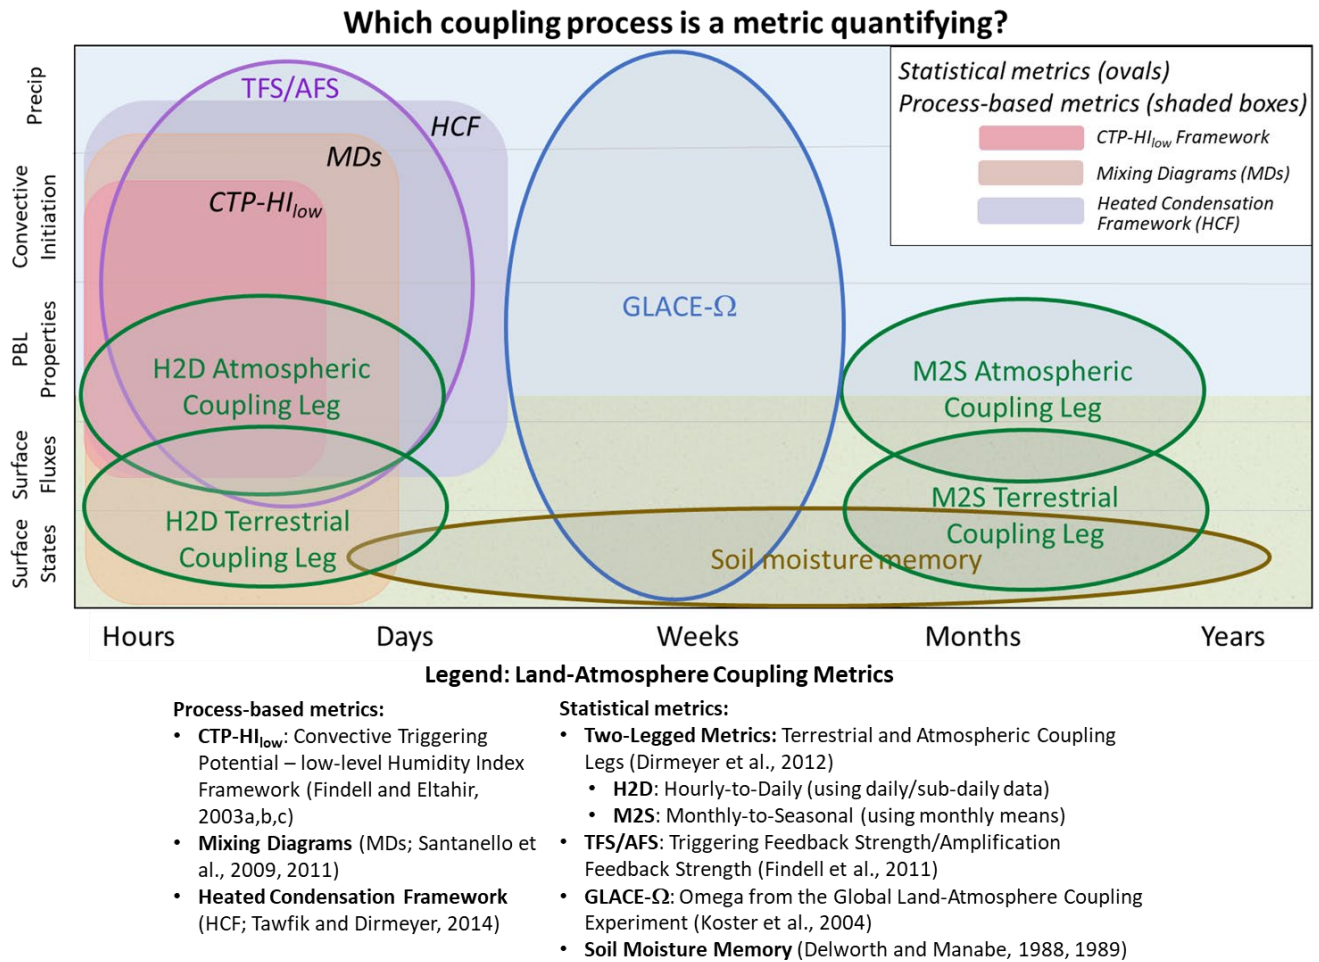 Which coupling process is a metric quantifying?
Precip
Convective
Initiation
PBL
Properties
Surface
Fluxes
Surface
States
TFS/AFS
HCF
MDs
CTP-HIlow
H2D Atmospheric
Coupling Leg
H2D Terrestrial
Coupling Leg
GLACE-Ω
M2S Atmospheric
Coupling Leg
M2S Terrestrial
Coupling Leg
Soil moisture memory
Statistical metrics (ovals)
Process-based metrics (shaded boxes)
CTP-HIlow Framework
Mixing Diagrams (MDs)
Heated Condensation
Framework (HCF)
Hours Days Weeks Months Years
Legend: Land-Atmosphere Coupling Metrics
Process-based metrics:
• CTP-HIlow: Convective Triggering
Potential – low-level Humidity Index
Framework (Findell and Eltahir,
2003a,b,c)
• Mixing Diagrams (MDs; Santanello et
al., 2009, 2011)
• Heated Condensation Framework
(HCF; Tawfik and Dirmeyer, 2014)
Statistical metrics:
• Two-Legged Metrics: Terrestrial and Atmospheric Coupling
Legs (Dirmeyer et al., 2012)
• H2D: Hourly-to-Daily (using daily/sub-daily data)
• M2S: Monthly-to-Seasonal (using monthly means)
• TFS/AFS: Triggering Feedback Strength/Amplification
Feedback Strength (Findell et al., 2011)
• GLACE-Ω: Omega from the Global Land-Atmosphere Coupling
Experiment (Koster et al., 2004)
• Soil Moisture Memory (Delworth and Manabe, 1988, 1989)